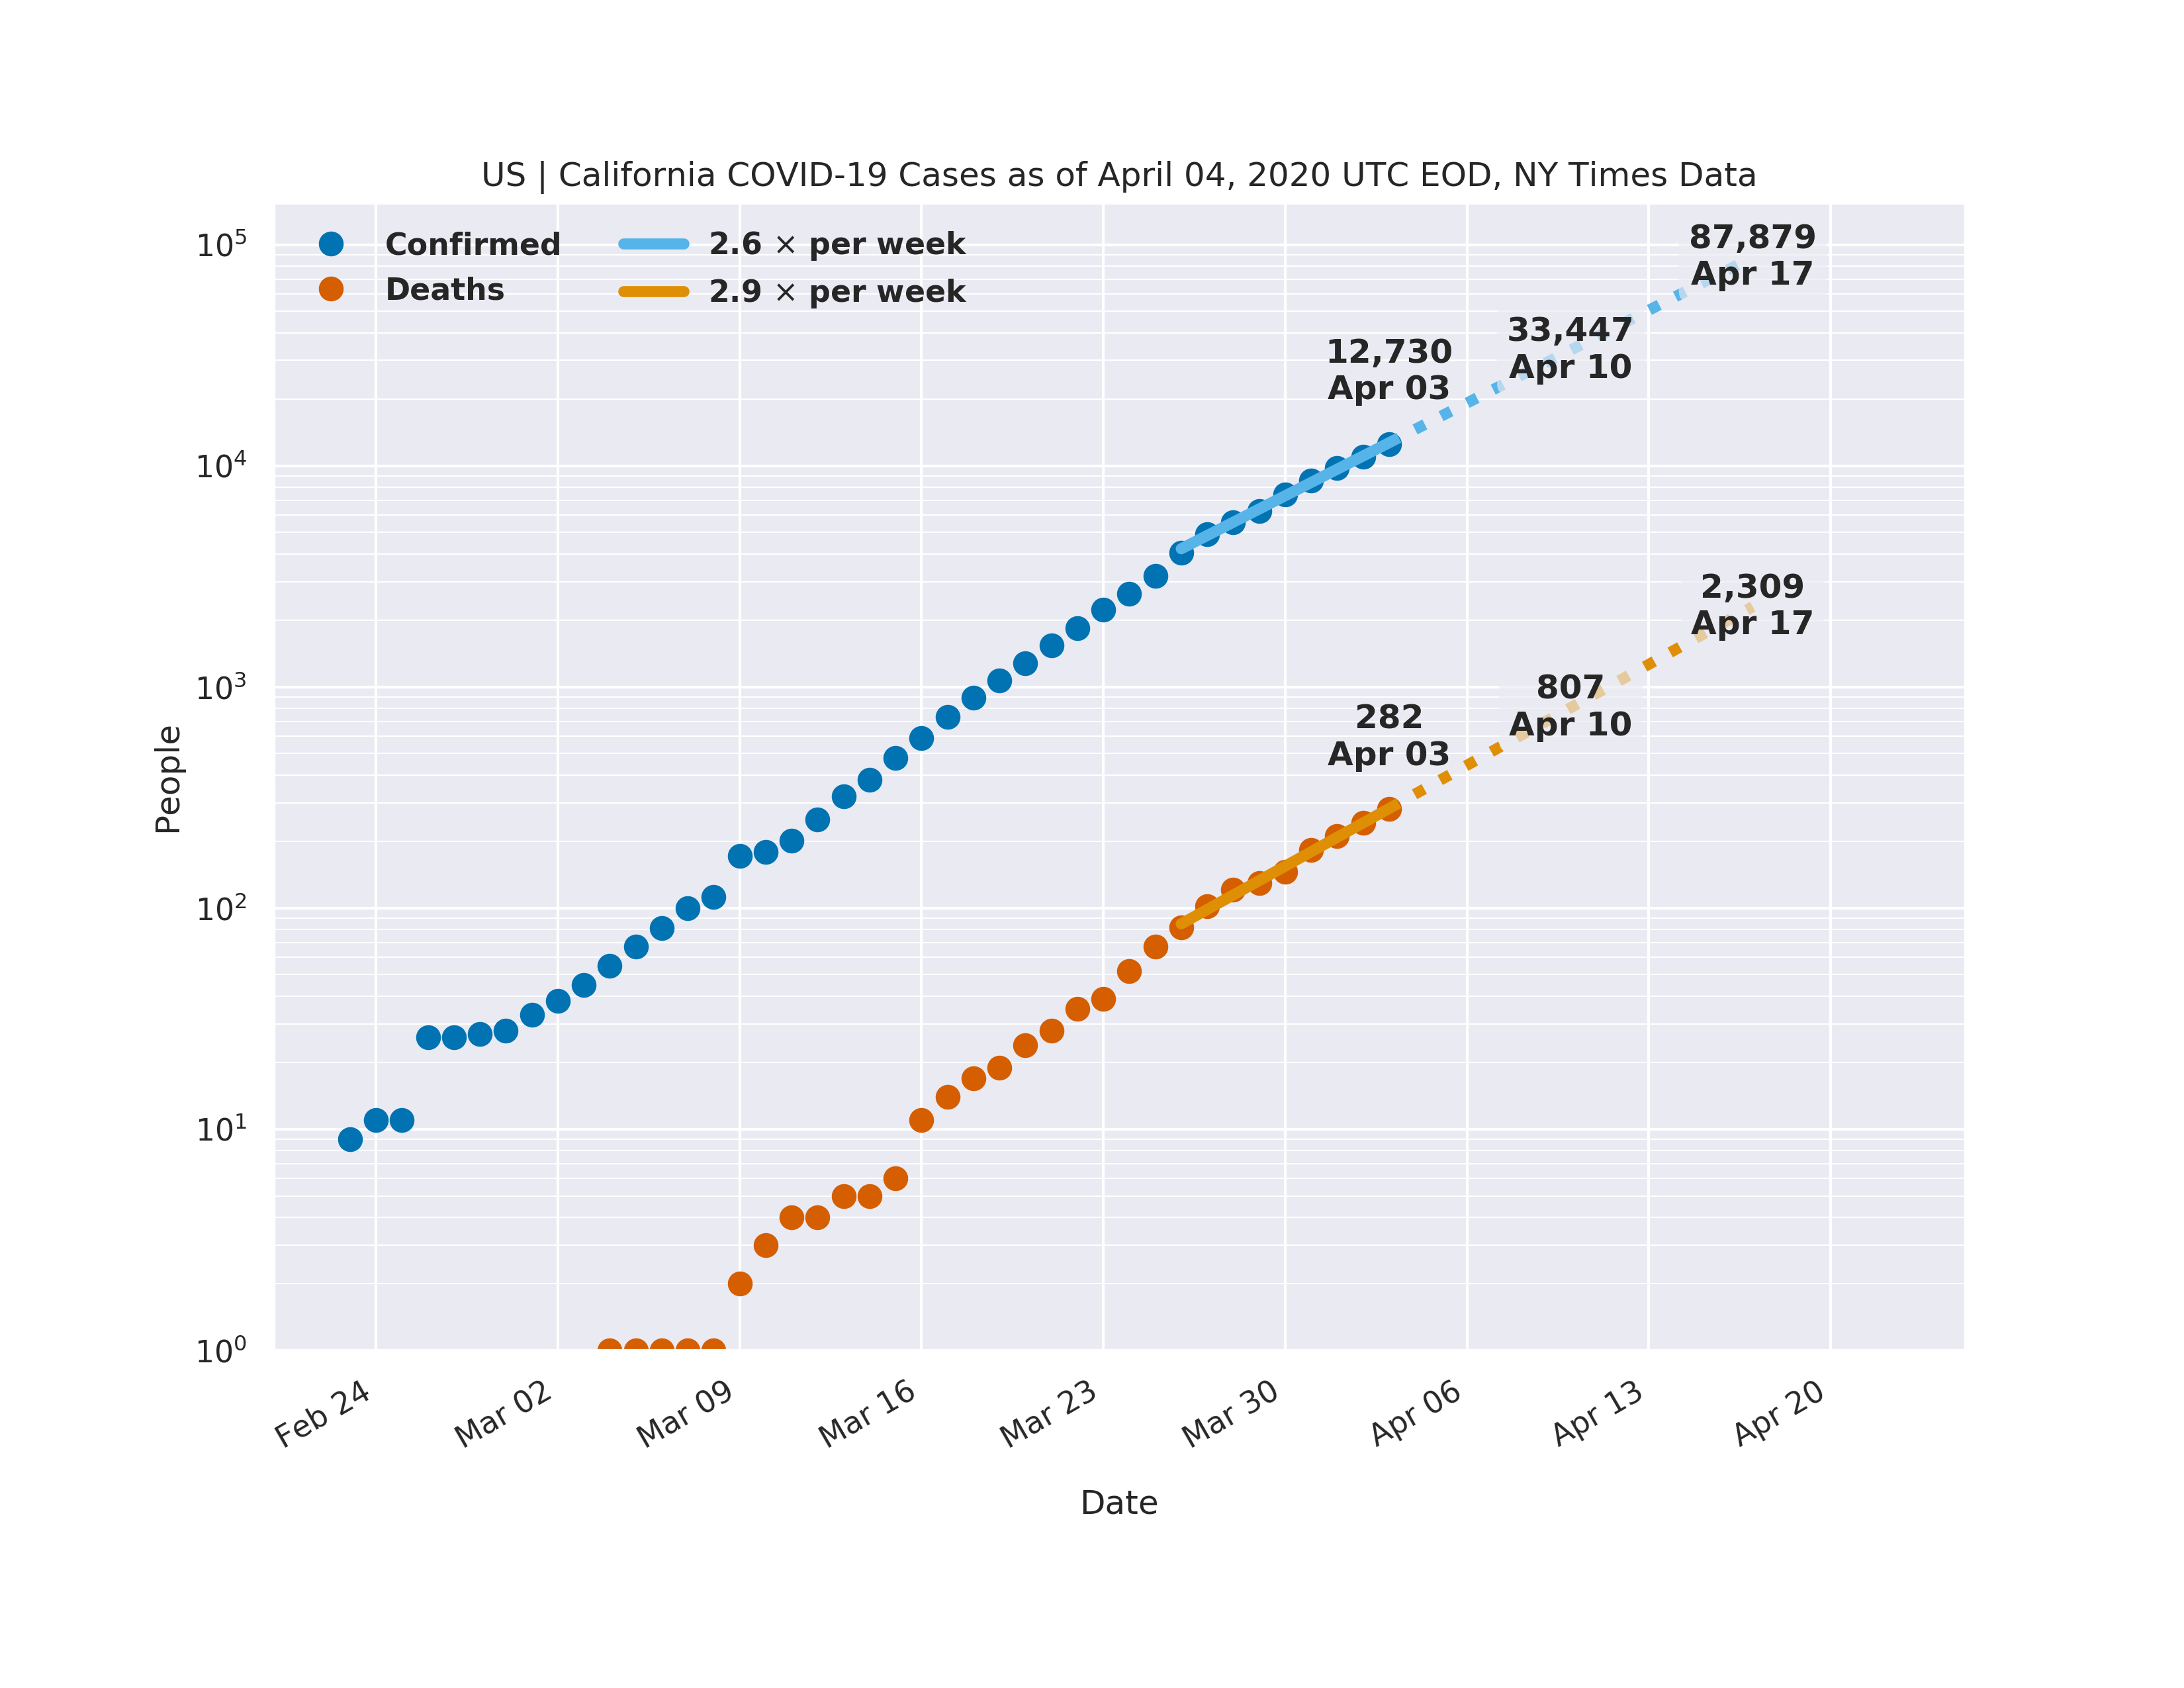 US | California COVID-19 Cases as of April 04, 2020 UTC EOD, NY Times Data
Confirmed
Deaths
2.6 × per week
2.9 × per week
87,879
Apr 17
33,447
Apr 10
12,730
Apr 03
2,309
Apr 17
807
Apr 10
282
Apr 03
People
10⁵
10⁴
10³
10²
10¹
10⁰
Feb 24
Mar 02
Mar 09
Mar 16
Mar 23
Mar 30
Apr 06
Apr 13
Apr 20
Date